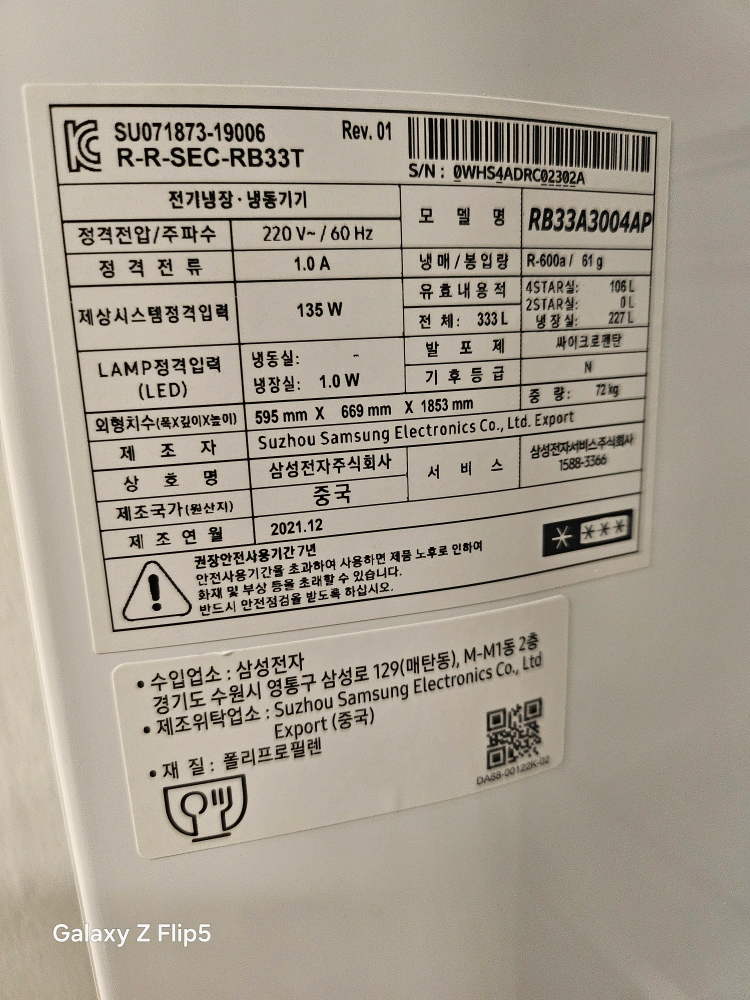 SU071873-19006
R-R-SEC-RB33T
Rev. 01
S/N : 0WHS4ADRC02302A
전기냉장·냉동기기
모 델 명 RB33A3004AP
정격전압/주파수 220 V~ / 60 Hz
정 격 전 류 1.0 A
냉매/봉입량 R-600a / 61 g
제상시스템정격입력 135 W
유효내용적
전 체: 333 L
4STAR실: 106 L
2STAR실: 0 L
냉장실: 227 L
발 포 제 싸이크로펜탄
LAMP정격입력
(LED)
냉동실: -
냉장실: 1.0 W
기후등급 N
외형치수(폭X깊이X높이) 595 mm X 669 mm X 1853 mm
중 량: 72 kg
제 조 자 Suzhou Samsung Electronics Co., Ltd. Export
상 호 명 삼성전자주식회사
서 비 스 삼성전자서비스주식회사
1588-3366
제조국가(원산지) 중국
제 조 연 월 2021.12
권장안전사용기간 7년
안전사용기간을 초과하여 사용하면 제품 노후로 인하여
화재 및 부상 등을 초래할 수 있습니다.
반드시 안전점검을 받도록 하십시오.
• 수입업소 : 삼성전자
경기도 수원시 영통구 삼성로 129(매탄동), M-M1동 2층
• 제조위탁업소 : Suzhou Samsung Electronics Co., Ltd
Export (중국)
• 재 질 : 폴리프로필렌
DA68-00122K-02
Galaxy Z Flip5